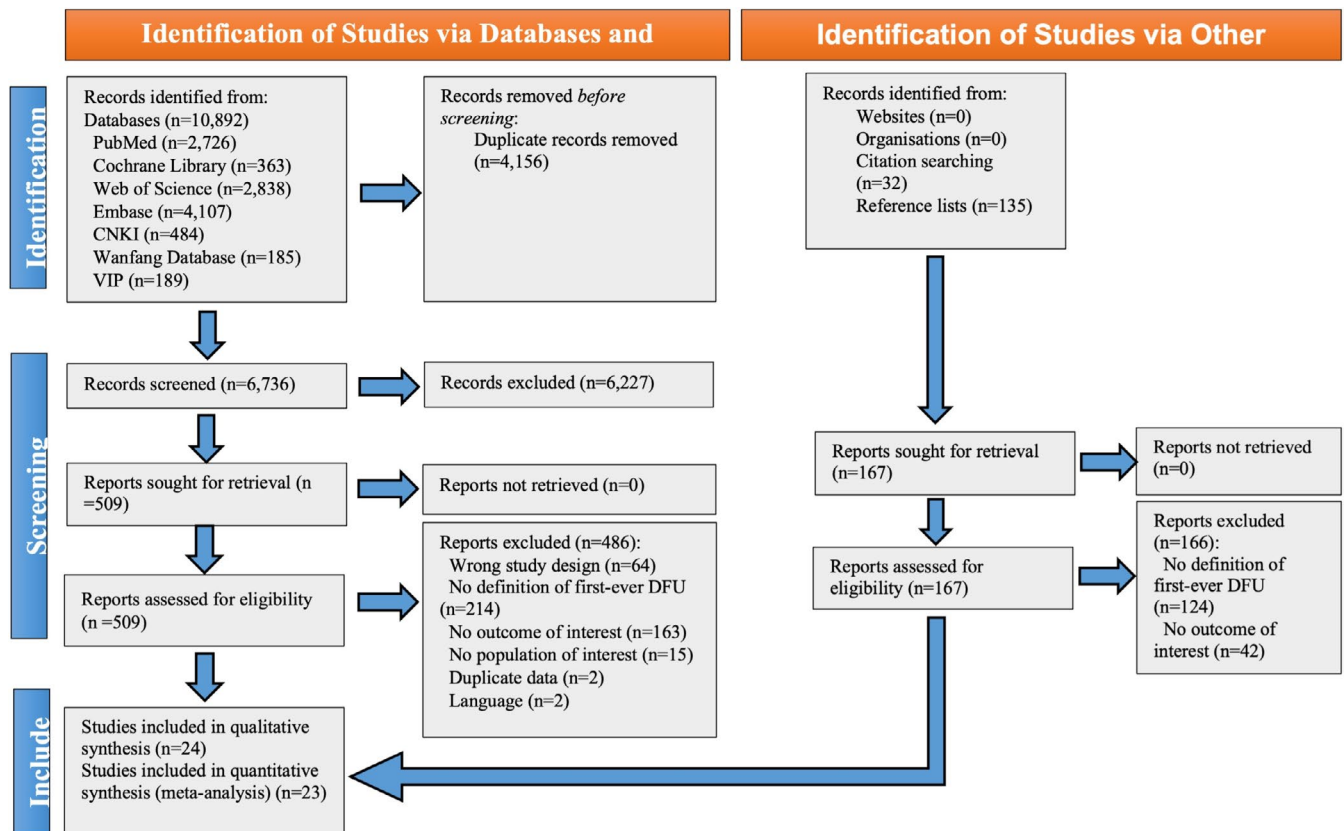 Identification of Studies via Databases and
Identification of Studies via Other
Identification
Records identified from:
Databases (n=10,892)
PubMed (n=2,726)
Cochrane Library (n=363)
Web of Science (n=2,838)
Embase (n=4,107)
CNKI (n=484)
Wanfang Database (n=185)
VIP (n=189)
Records removed before
screening:
Duplicate records removed
(n=4,156)
Records identified from:
Websites (n=0)
Organisations (n=0)
Citation searching
(n=32)
Reference lists (n=135)
Screening
Records screened (n=6,736)
Records excluded (n=6,227)
Reports sought for retrieval (n
=509)
Reports not retrieved (n=0)
Reports sought for retrieval
(n=167)
Reports not retrieved
(n=0)
Reports assessed for eligibility
(n =509)
Reports excluded (n=486):
Wrong study design (n=64)
No definition of first-ever DFU
(n=214)
No outcome of interest (n=163)
No population of interest (n=15)
Duplicate data (n=2)
Language (n=2)
Reports assessed for
eligibility (n=167)
Reports excluded
(n=166):
No definition of
first-ever DFU
(n=124)
No outcome of
interest (n=42)
Include
Studies included in qualitative
synthesis (n=24)
Studies included in quantitative
synthesis (meta-analysis) (n=23)